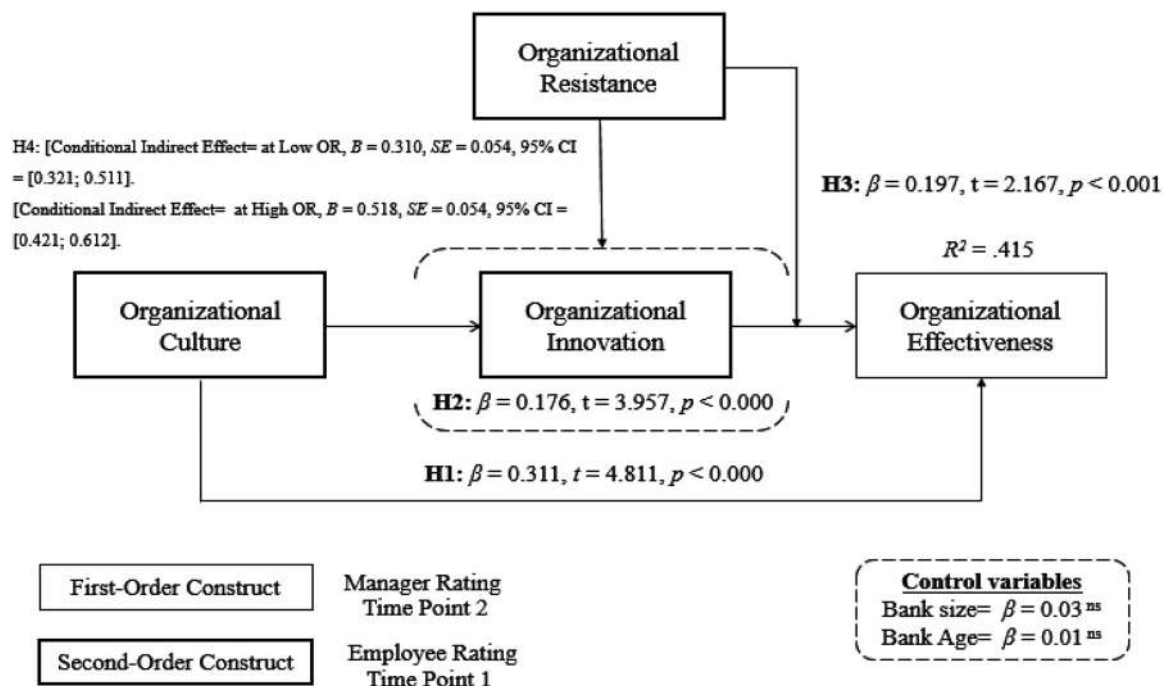 Organizational
Resistance
H4: [Conditional Indirect Effect= at Low OR, B = 0.310, SE = 0.054, 95% CI
= [0.321; 0.511].
[Conditional Indirect Effect= at High OR, B = 0.518, SE = 0.054, 95% CI =
[0.421; 0.612].
H3: β = 0.197, t = 2.167, p < 0.001
R² = .415
Organizational
Culture
Organizational
Innovation
Organizational
Effectiveness
H2: β = 0.176, t = 3.957, p < 0.000
H1: β = 0.311, t = 4.811, p < 0.000
First-Order Construct
Manager Rating
Time Point 2
Second-Order Construct
Employee Rating
Time Point 1
Control variables
Bank size= β = 0.03 ns
Bank Age= β = 0.01 ns